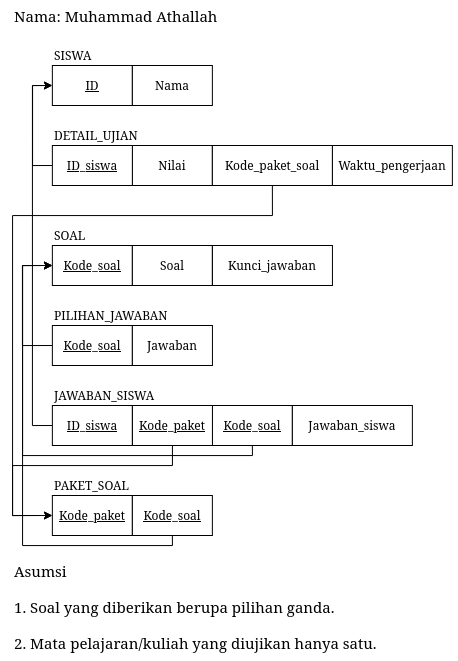 Nama: Muhammad Athallah
SISWA
ID Nama
DETAIL_UJIAN
ID_siswa Nilai Kode_paket_soal Waktu_pengerjaan
SOAL
Kode_soal Soal Kunci_jawaban
PILIHAN_JAWABAN
Kode_soal Jawaban
JAWABAN_SISWA
ID_siswa Kode_paket Kode_soal Jawaban_siswa
PAKET_SOAL
Kode_paket Kode_soal
Asumsi
1. Soal yang diberikan berupa pilihan ganda.
2. Mata pelajaran/kuliah yang diujikan hanya satu.